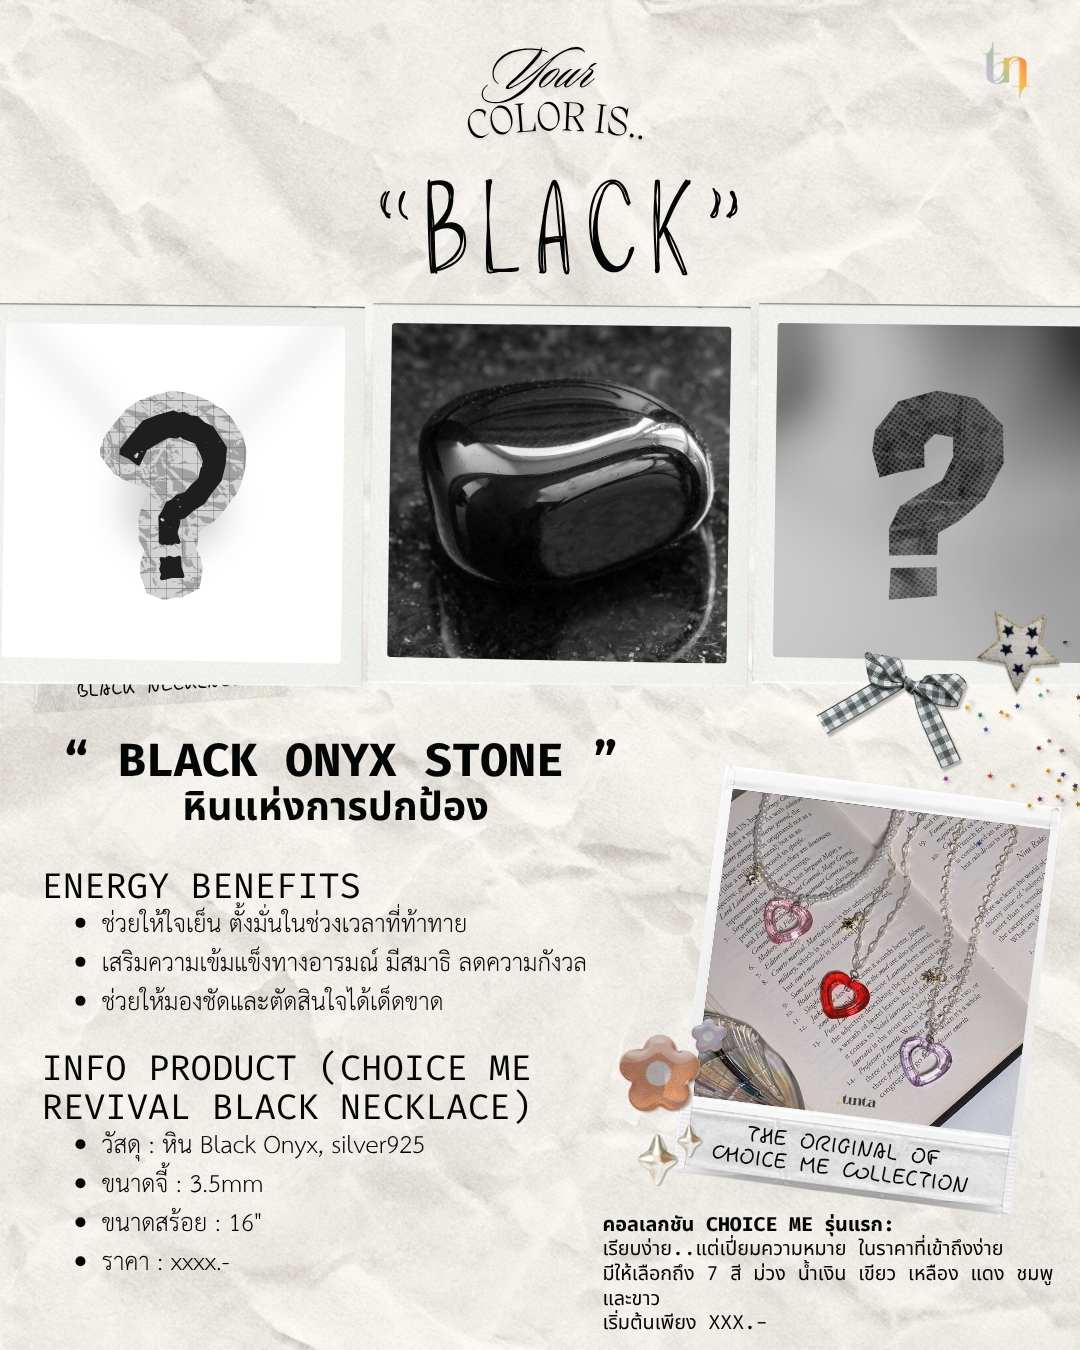 Your
COLOR IS..
“BLACK”
tn
BLACK
“ BLACK ONYX STONE ”
หินแห่งการปกป้อง
ENERGY BENEFITS
• ช่วยให้ใจเย็น ตั้งมั่นในช่วงเวลาที่ท้าทาย
• เสริมความเข้มแข็งทางอารมณ์ มีสมาธิ ลดความกังวล
• ช่วยให้มองชัดและตัดสินใจได้เด็ดขาด
INFO PRODUCT (CHOICE ME
REVIVAL BLACK NECKLACE)
• วัสดุ : หิน Black Onyx, silver925
• ขนาดจี้ : 3.5mm
• ขนาดสร้อย : 16"
• ราคา : xxxx.-
.tunta
THE ORIGINAL OF
CHOICE ME COLLECTION
คอลเลกชัน CHOICE ME รุ่นแรก:
เรียบง่าย..แต่เปี่ยมความหมาย ในราคาที่เข้าถึงง่าย
มีให้เลือกถึง 7 สี ม่วง น้ำเงิน เขียว เหลือง แดง ชมพู
และขาว
เริ่มต้นเพียง XXX.-